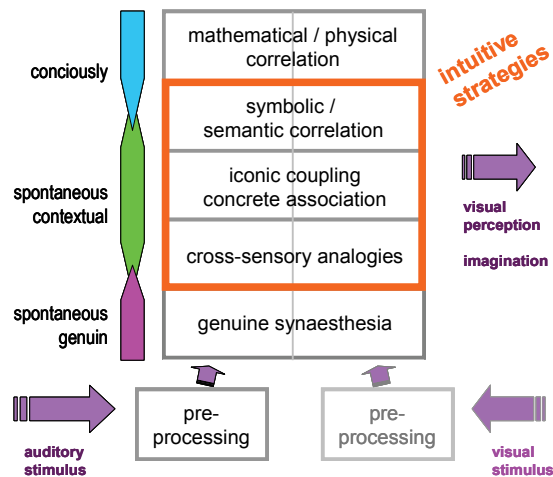 mathematical / physical
correlation
conciously
intuitive
strategies
symbolic /
semantic correlation
iconic coupling
concrete association
spontaneous
contextual
visual
perception
imagination
cross-sensory analogies
spontaneous
genuin
genuine synaesthesia
pre-
processing
pre-
processing
auditory
stimulus
visual
stimulus